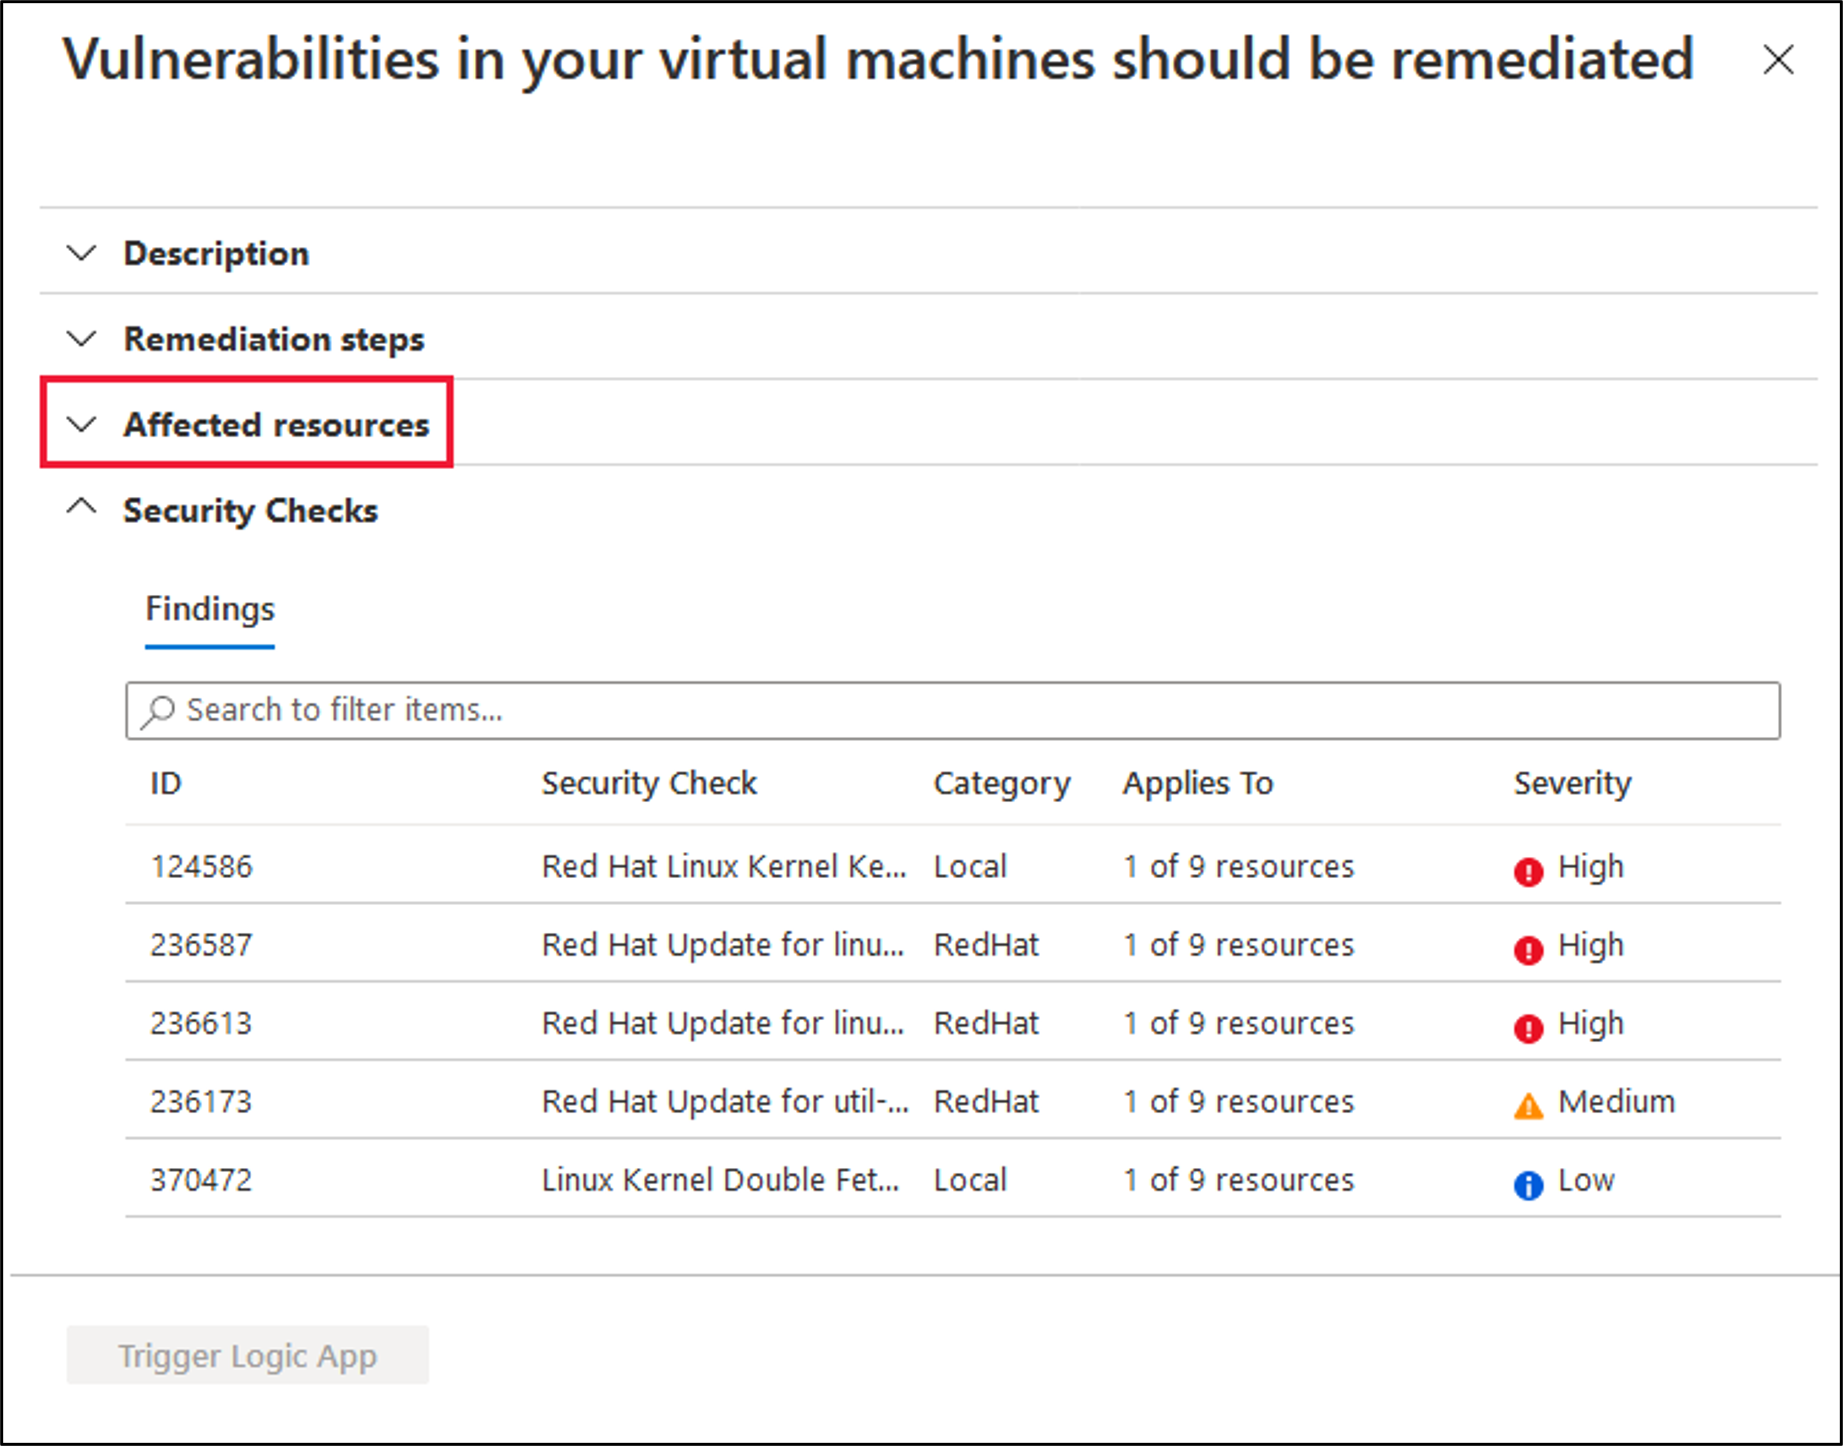 Vulnerabilities in your virtual machines should be remediated
Description
Remediation steps
Affected resources
Security Checks
Findings
Search to filter items...
ID Security Check Category Applies To Severity
124586 Red Hat Linux Kernel Ke... Local 1 of 9 resources High
236587 Red Hat Update for linu... RedHat 1 of 9 resources High
236613 Red Hat Update for linu... RedHat 1 of 9 resources High
236173 Red Hat Update for util-... RedHat 1 of 9 resources Medium
370472 Linux Kernel Double Fet... Local 1 of 9 resources Low
Trigger Logic App